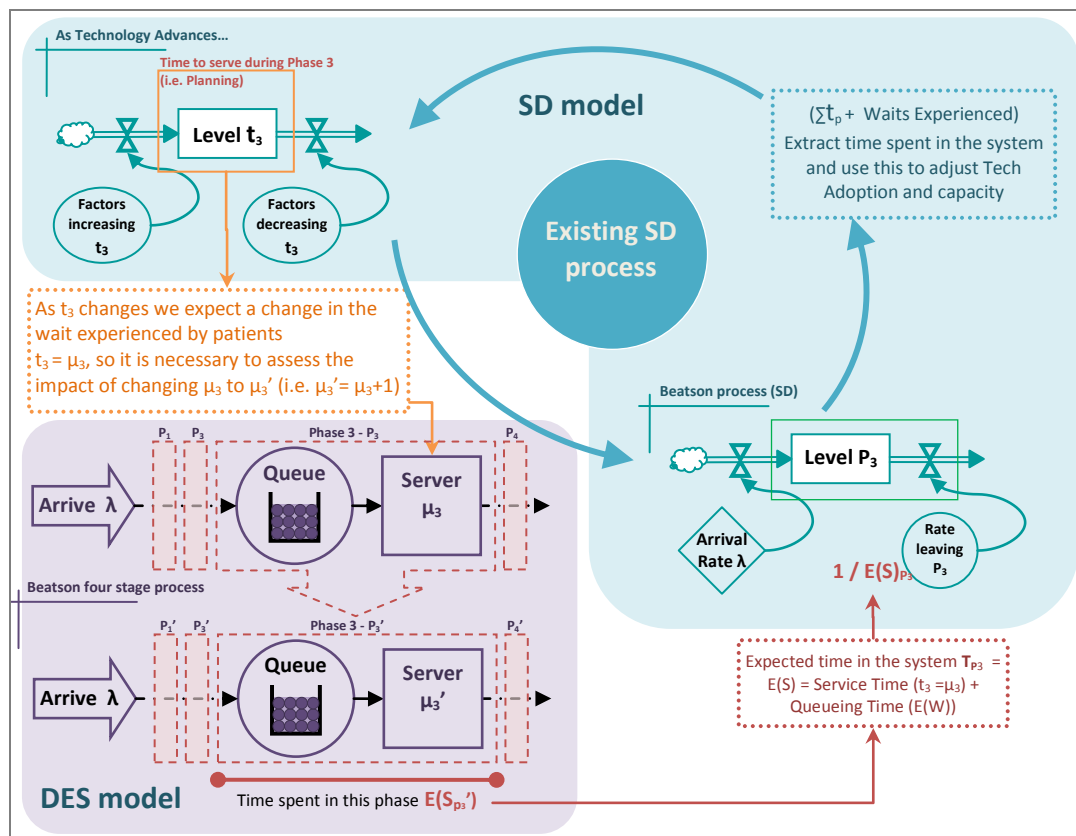 As Technology Advances…
Time to serve during Phase 3
(i.e. Planning)
Level t₃
Factors
increasing
t₃
Factors
decreasing
t₃
SD model
(∑tₚ + Waits Experienced)
Extract time spent in the system
and use this to adjust Tech
Adoption and capacity
Existing SD
process
As t₃ changes we expect a change in the
wait experienced by patients
t₃ = μ₃, so it is necessary to assess the
impact of changing μ₃ to μ₃’ (i.e. μ₃’= μ₃+1)
Beatson process (SD)
Level P₃
Arrival
Rate λ
Rate
leaving
P₃
1 / E(S)P₃
P₁
P₃
Phase 3 - P₃
P₄
Arrive λ
Queue
Server
μ₃
Beatson four stage process
P₁’
P₃’
Phase 3 - P₃’
P₄’
Arrive λ
Queue
Server
μ₃’
Expected time in the system TP₃ =
E(S) = Service Time (t₃ =μ₃) +
Queueing Time (E(W))
DES model
Time spent in this phase E(Sp₃’)